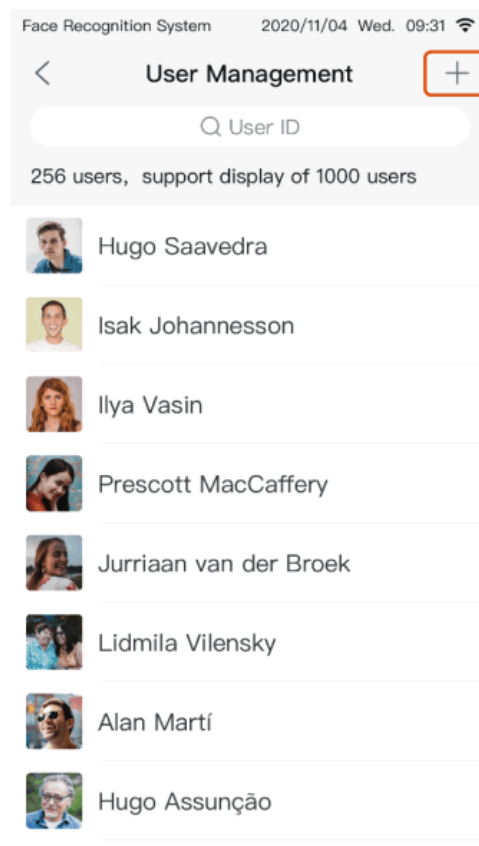 Face Recognition System 2020/11/04 Wed. 09:31
User Management
User ID
256 users, support display of 1000 users
Hugo Saavedra
Isak Johannesson
Ilya Vasin
Prescott MacCaffery
Jurriaan van der Broek
Lidmila Vilensky
Alan Martí
Hugo Assunção